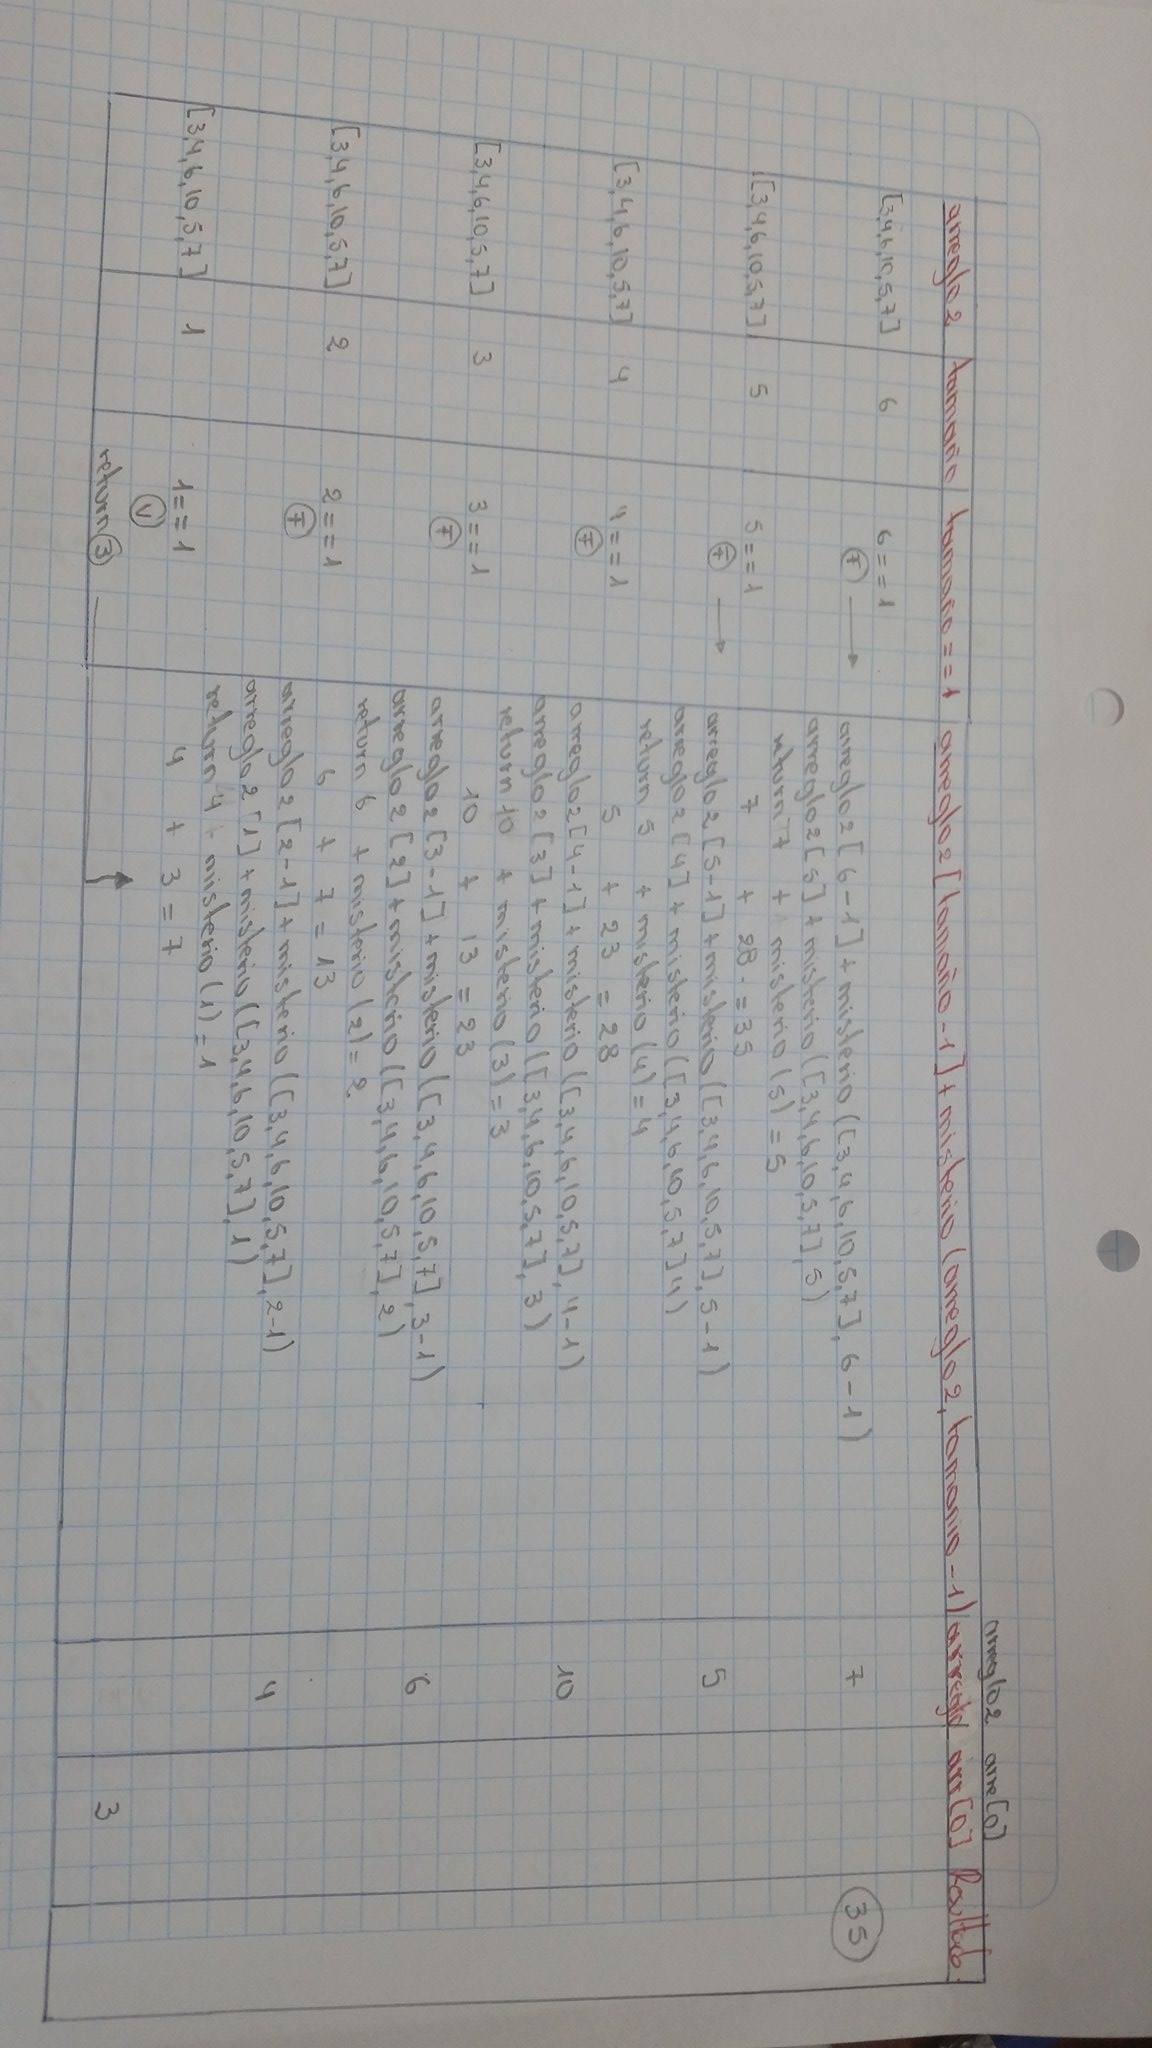 arreglo2 arre[0]
arreglo2 tamaño tamaño==1 arreglo2[tamaño-1]+misterio(arreglo2, tamanio-1) arreglo arr[0] Resultado.
[3,4,6,10,5,7] 6 6==1 F arreglo2[6-1]+misterio([3,4,6,10,5,7], 6-1) 7 35
arreglo2[5]+misterio([3,4,6,10,5,7], 5)
return 7 + misterio(5)=5
7 + 28 = 35
[3,4,6,10,5,7] 5 5==1 F arreglo2[5-1]+misterio([3,4,6,10,5,7], 5-1) 5
arreglo2[4]+misterio([3,4,6,10,5,7] 4)
return 5 + misterio(4)=4
5 + 23 = 28
[3,4,6,10,5,7] 4 4==1 F arreglo2[4-1]+misterio([3,4,6,10,5,7], 4-1) 10
arreglo2[3]+misterio([3,4,6,10,5,7], 3)
return 10 + misterio(3)=3
10 + 13 = 23
[3,4,6,10,5,7] 3 3==1 F arreglo2[3-1]+misterio([3,4,6,10,5,7], 3-1) 6
arreglo2[2]+misterio([3,4,6,10,5,7], 2)
return 6 + misterio(2)=2
6 + 7 = 13
[3,4,6,10,5,7] 2 2==1 F arreglo2[2-1]+misterio([3,4,6,10,5,7], 2-1) 4
arreglo2[1]+misterio([3,4,6,10,5,7], 1)
return 4 + misterio(1)=1
4 + 3 = 7
[3,4,6,10,5,7] 1 1==1 V
return 3 3